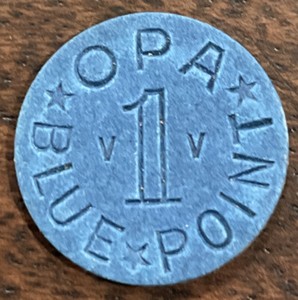 OPA
V 1 V
BLUE POINT